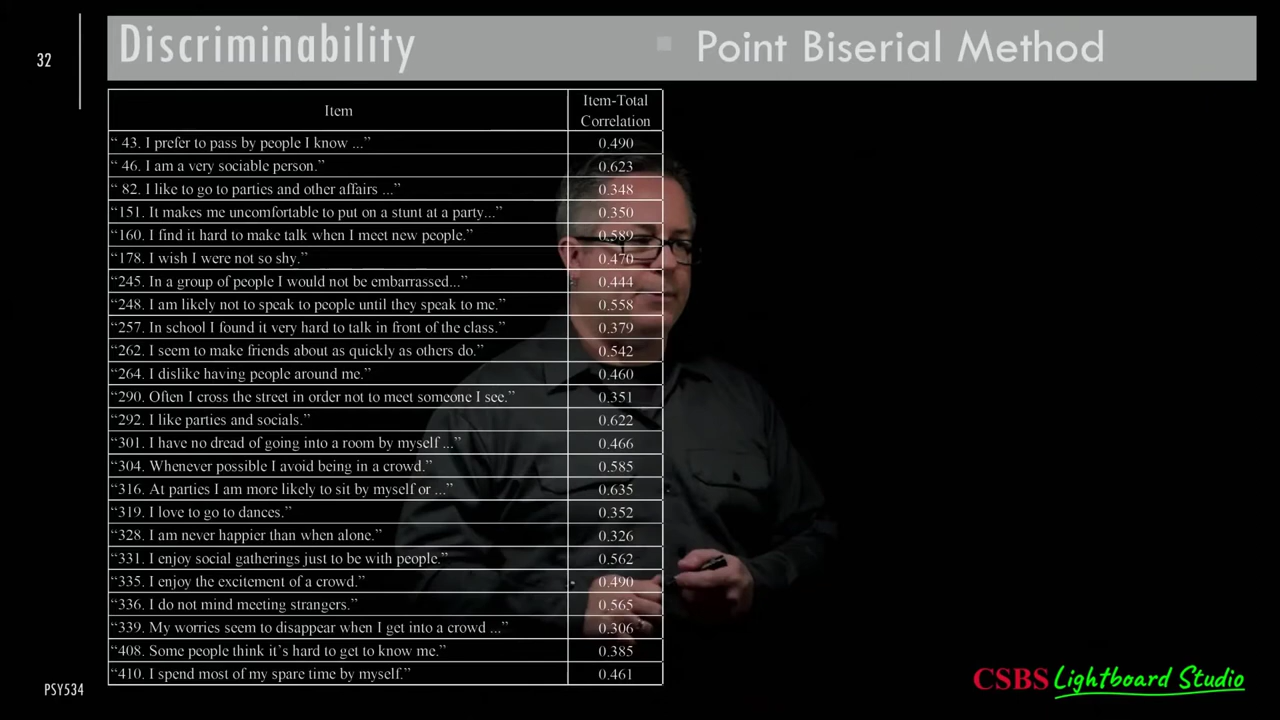 32
Discriminability
Point Biserial Method
Item
Item-Total
Correlation
“ 43. I prefer to pass by people I know ...” 0.490
“ 46. I am a very sociable person.” 0.623
“ 82. I like to go to parties and other affairs ...” 0.348
“151. It makes me uncomfortable to put on a stunt at a party...” 0.350
“160. I find it hard to make talk when I meet new people.” 0.589
“178. I wish I were not so shy.” 0.470
“245. In a group of people I would not be embarrassed...” 0.444
“248. I am likely not to speak to people until they speak to me.” 0.558
“257. In school I found it very hard to talk in front of the class.” 0.379
“262. I seem to make friends about as quickly as others do.” 0.542
“264. I dislike having people around me.” 0.460
“290. Often I cross the street in order not to meet someone I see.” 0.351
“292. I like parties and socials.” 0.622
“301. I have no dread of going into a room by myself ...” 0.466
“304. Whenever possible I avoid being in a crowd.” 0.585
“316. At parties I am more likely to sit by myself or ...” 0.635
“319. I love to go to dances.” 0.352
“328. I am never happier than when alone.” 0.326
“331. I enjoy social gatherings just to be with people.” 0.562
“335. I enjoy the excitement of a crowd.” 0.490
“336. I do not mind meeting strangers.” 0.565
“339. My worries seem to disappear when I get into a crowd ...” 0.306
“408. Some people think it’s hard to get to know me.” 0.385
“410. I spend most of my spare time by myself.” 0.461
PSY534
CSBS Lightboard Studio